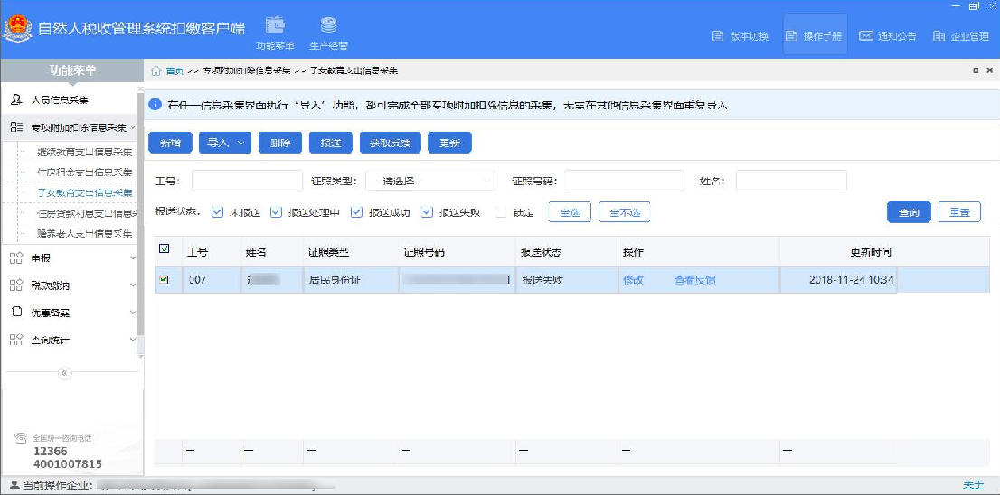 自然人税收管理系统扣缴客户端
功能菜单 生产经营 版本切换 操作手册 通知公告 企业管理
功能菜单
首页 >> 专项附加扣除信息采集 >> 子女教育支出信息采集
人员信息采集
专项附加扣除信息采集
继续教育支出信息采集
住房租金支出信息采集
子女教育支出信息采集
住房贷款利息支出信息采
赡养老人支出信息采集
申报
税款缴纳
优惠备案
查询统计
全国统一咨询电话
12366
4001007815
在任一信息采集界面执行“导入”功能，都可完成全部专项附加扣除信息的采集，无需在其他信息采集界面重复导入
新增 导入 删除 报送 获取反馈 更新
工号： 证照类型： 请选择 证照号码： 姓名：
报送状态： 未报送 报送处理中 报送成功 报送失败 锁定 全选 全不选 查询 重置
工号 姓名 证照类型 证照号码 报送状态 操作 更新时间
007 居民身份证 报送失败 修改 查看反馈 2018-11-24 10:34
— — — — — — —
当前操作企业： 关于